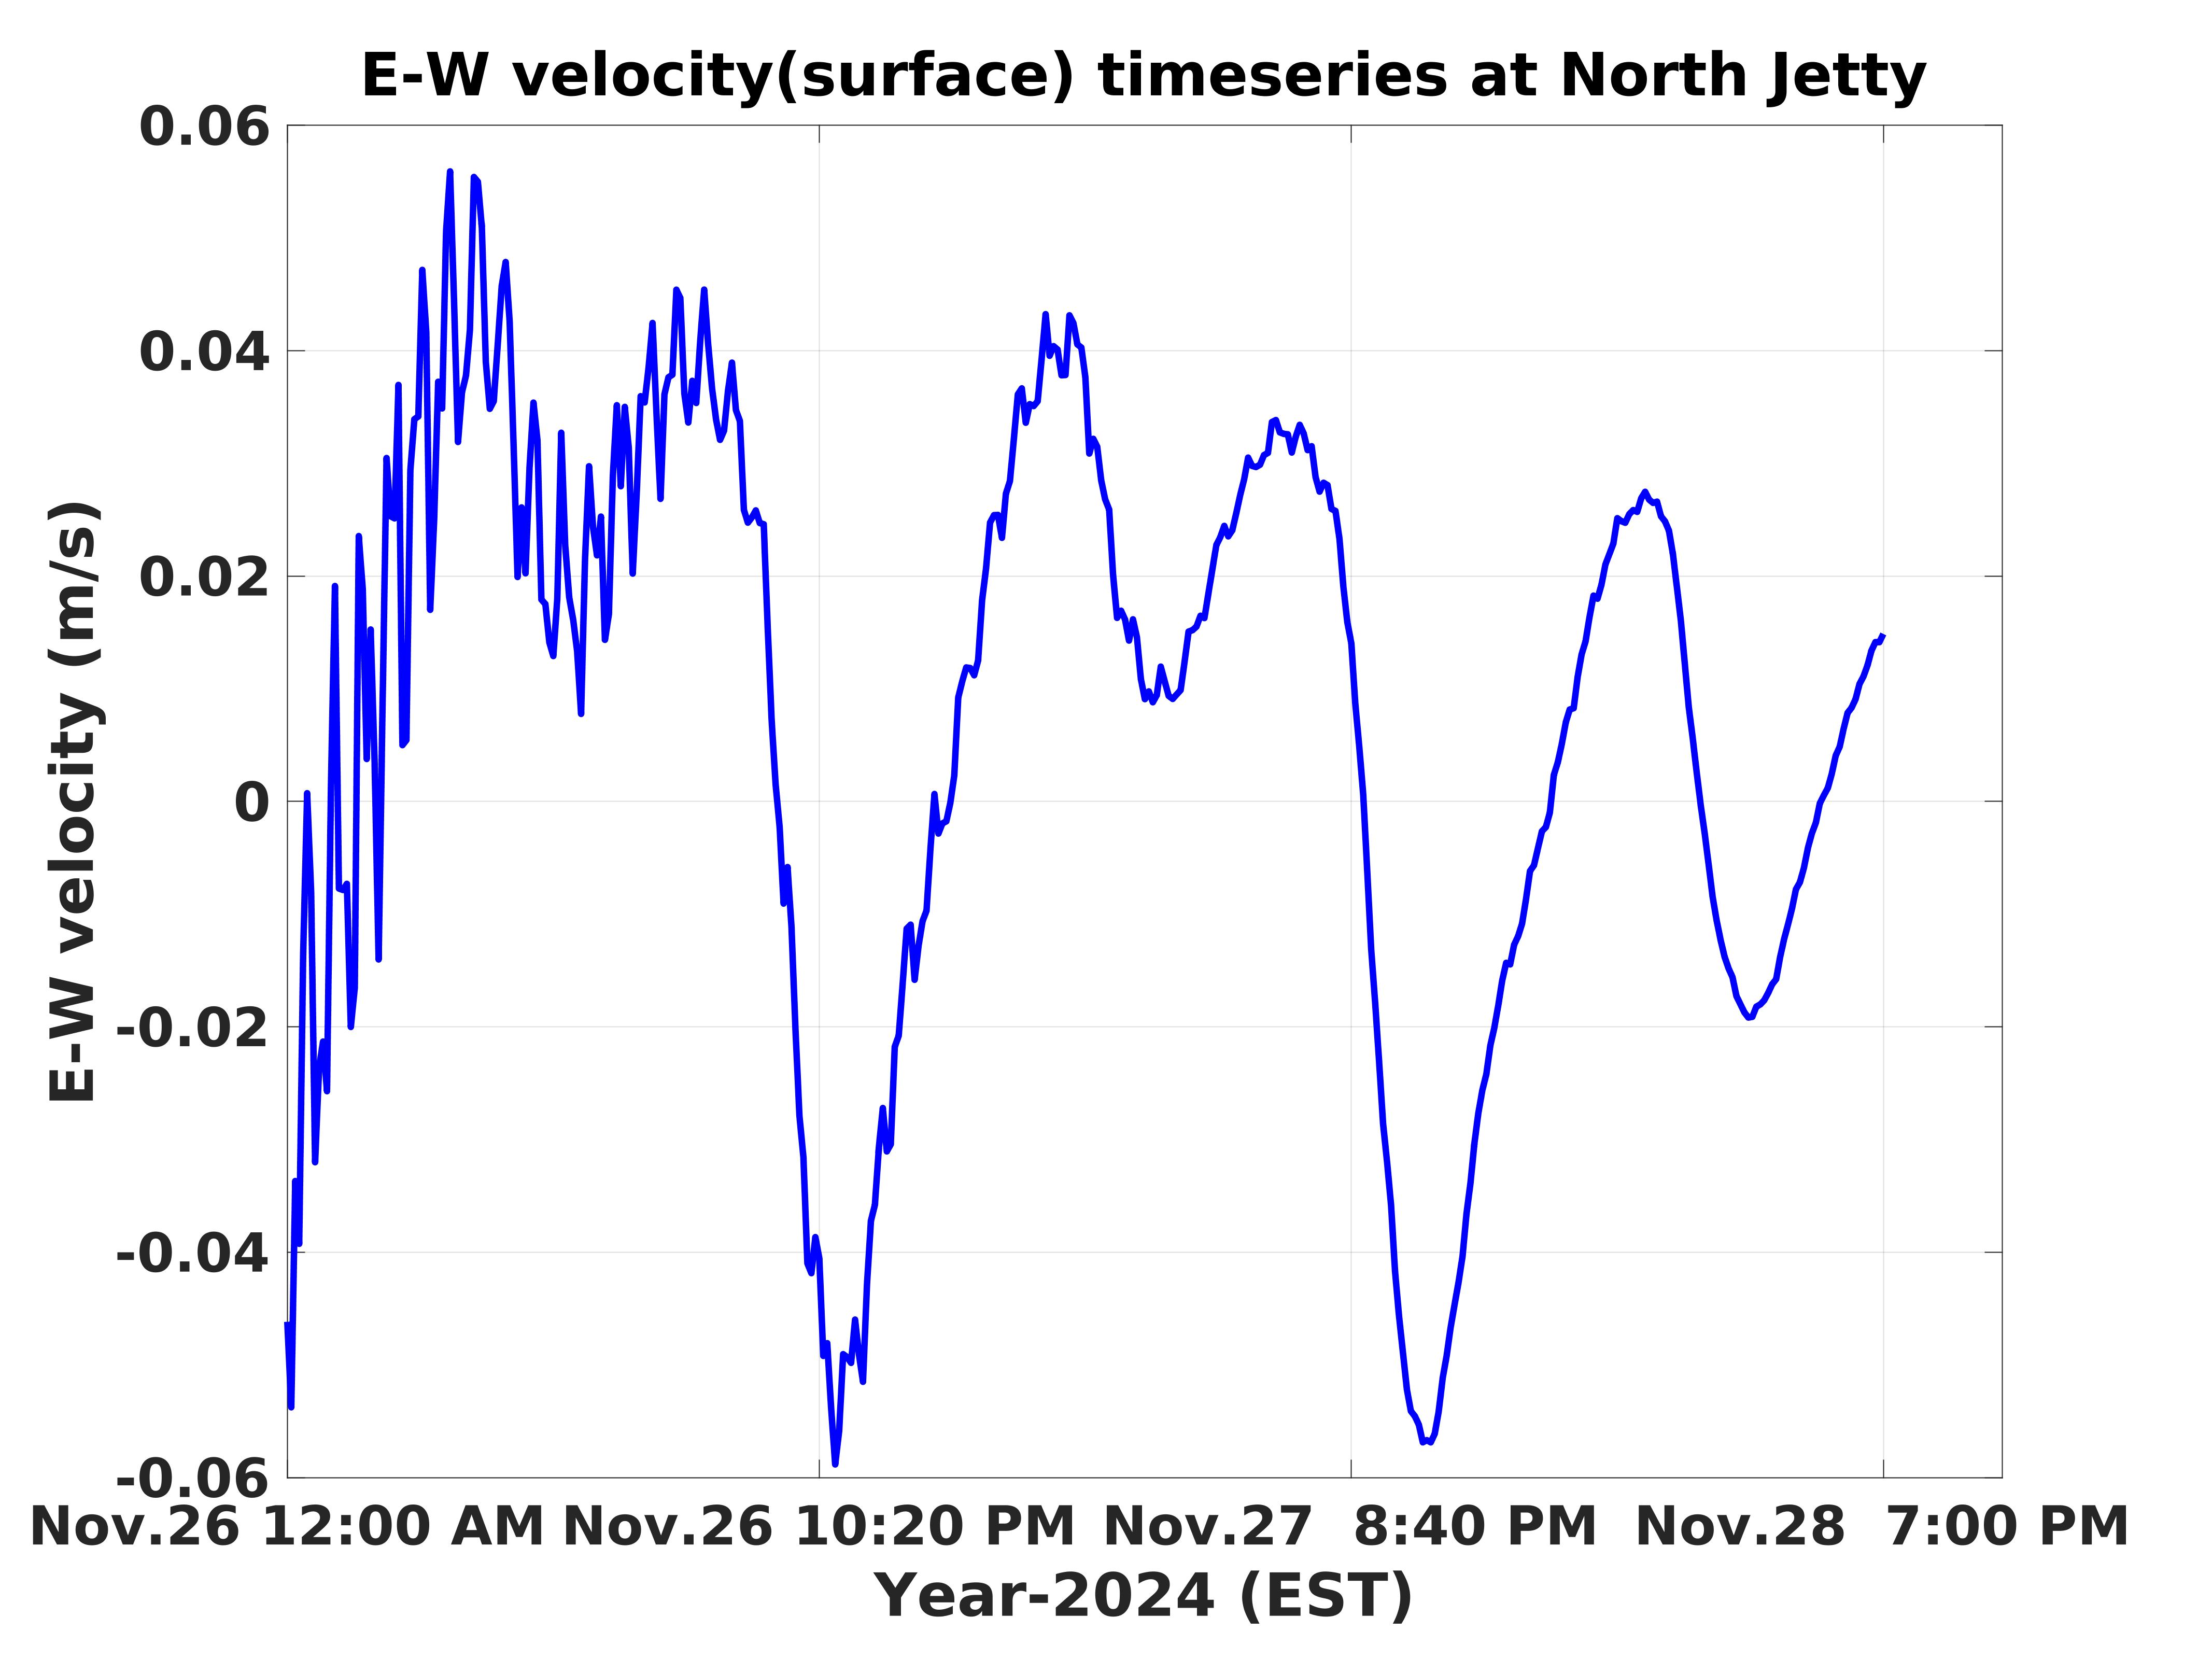 E-W velocity(surface) timeseries at North Jetty
0.06
0.04
0.02
0
-0.02
-0.04
-0.06
E-W velocity (m/s)
Nov.26 12:00 AM Nov.26 10:20 PM Nov.27 8:40 PM Nov.28 7:00 PM
Year-2024 (EST)